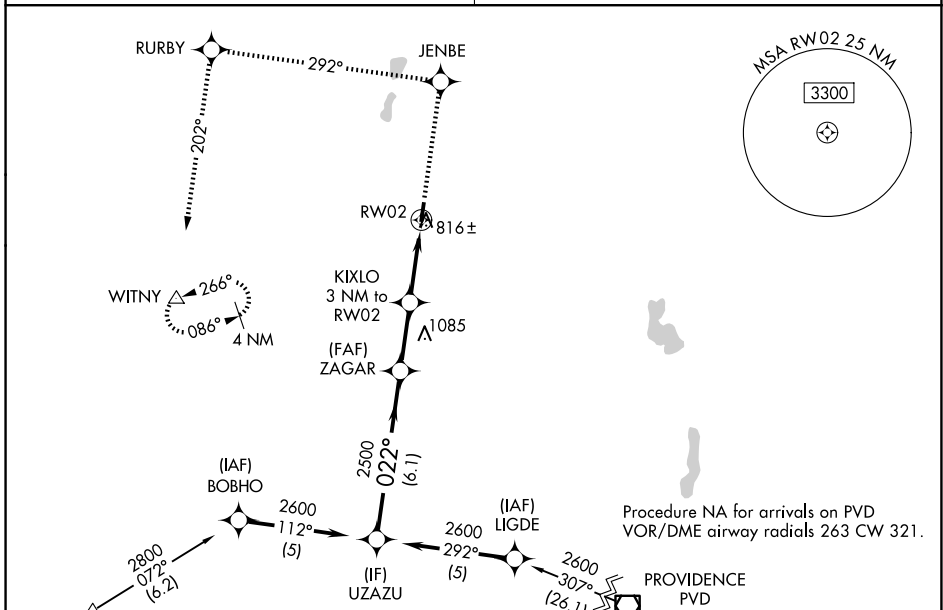 RURBY
JENBE
292°
202°
MSA RW02 25 NM
3300
RW02
816±
KIXLO
3 NM to
RW02
WITNY
266°
086°
4 NM
1085
(FAF)
ZAGAR
2500
022°
(6.1)
(IAF)
BOBHO
2600
112°
(5)
(IAF)
LIGDE
2600
292°
(5)
(IF)
UZAZU
2800
072°
(6.2)
Procedure NA for arrivals on PVD
VOR/DME airway radials 263 CW 321.
2600
307°
(26.1)
PROVIDENCE
PVD